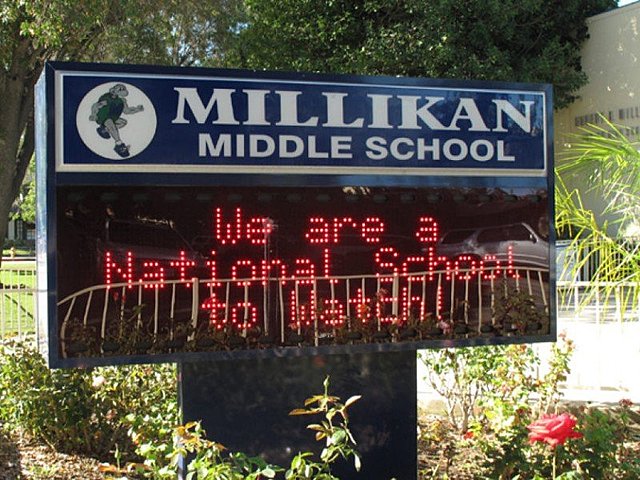 MILLIKAN
MIDDLE SCHOOL
We are a
National School
to Watch!